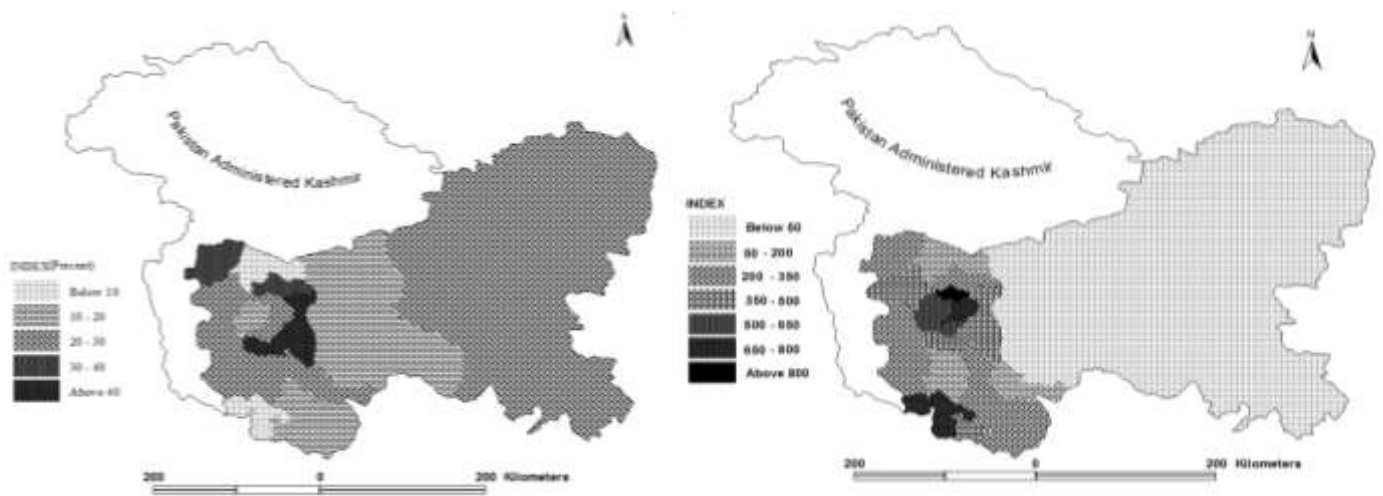 N
Pakistan Administered Kashmir
INDEX(Percent)
Below 10
10 - 20
20 - 30
30 - 40
Above 40
200 0 200 Kilometers
N
Pakistan Administered Kashmir
INDEX
Below 50
50 - 200
200 - 350
350 - 500
500 - 650
650 - 800
Above 800
200 0 200 Kilometers